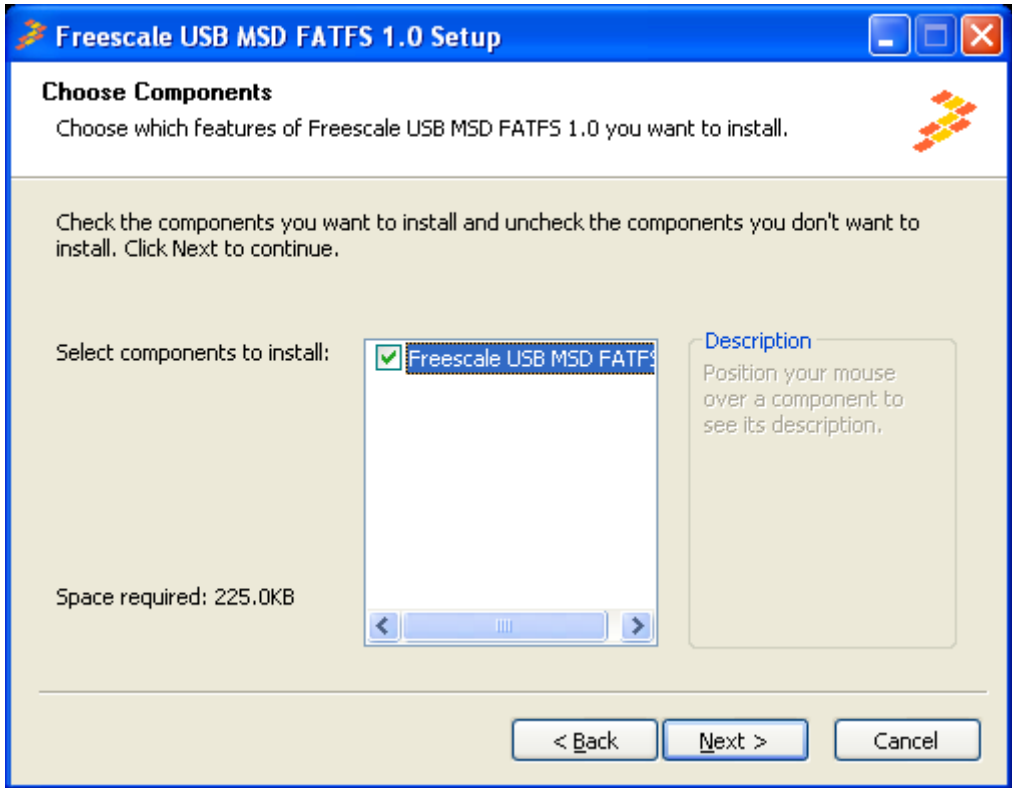 Freescale USB MSD FATFS 1.0 Setup
Choose Components
Choose which features of Freescale USB MSD FATFS 1.0 you want to install.
Check the components you want to install and uncheck the components you don't want to
install. Click Next to continue.
Select components to install:
Freescale USB MSD FATFS
Description
Position your mouse
over a component to
see its description.
Space required: 225.0KB
< Back
Next >
Cancel